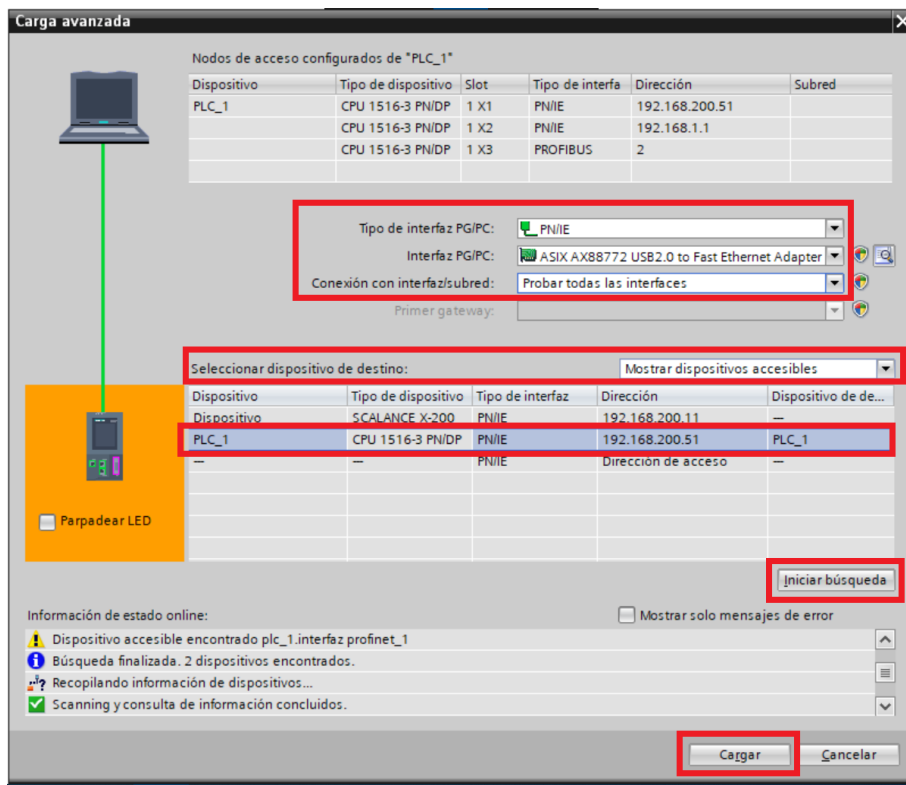 Carga avanzada
Nodos de acceso configurados de "PLC_1"
Dispositivo Tipo de dispositivo Slot Tipo de interfa Dirección Subred
PLC_1 CPU 1516-3 PN/DP 1 X1 PN/IE 192.168.200.51
CPU 1516-3 PN/DP 1 X2 PN/IE 192.168.1.1
CPU 1516-3 PN/DP 1 X3 PROFIBUS 2
Tipo de interfaz PG/PC: PN/IE
Interfaz PG/PC: ASIX AX88772 USB2.0 to Fast Ethernet Adapter
Conexión con interfaz/subred: Probar todas las interfaces
Primer gateway:
Seleccionar dispositivo de destino: Mostrar dispositivos accesibles
Dispositivo Tipo de dispositivo Tipo de interfaz Dirección Dispositivo de de...
Dispositivo SCALANCE X-200 PN/IE 192.168.200.11 —
PLC_1 CPU 1516-3 PN/DP PN/IE 192.168.200.51 PLC_1
— — PN/IE Dirección de acceso —
Parpadear LED
Iniciar búsqueda
Información de estado online: Mostrar solo mensajes de error
Dispositivo accesible encontrado plc_1.interfaz profinet_1
Búsqueda finalizada. 2 dispositivos encontrados.
Recopilando información de dispositivos...
Scanning y consulta de información concluidos.
Cargar Cancelar